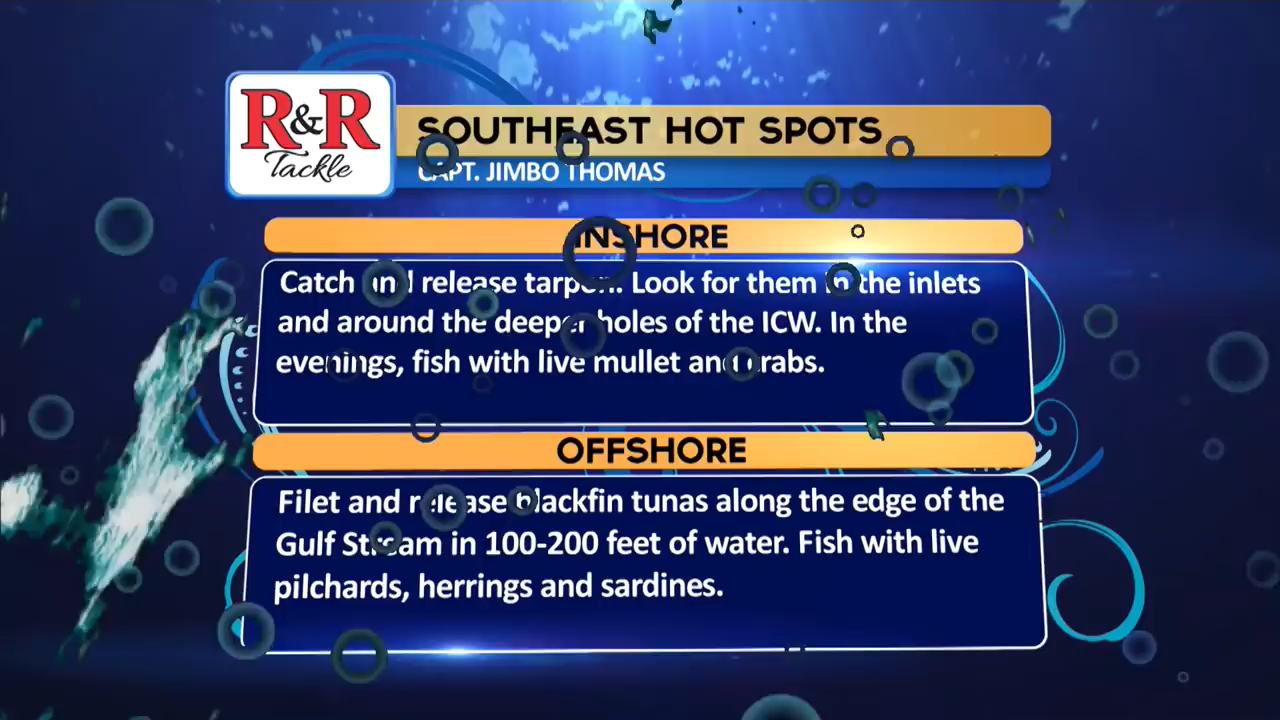 R&R
Tackle
SOUTHEAST HOT SPOTS
CAPT. JIMBO THOMAS
INSHORE
Catch and release tarpon. Look for them in the inlets
and around the deeper holes of the ICW. In the
evenings, fish with live mullet and crabs.
OFFSHORE
Filet and release blackfin tunas along the edge of the
Gulf Stream in 100-200 feet of water. Fish with live
pilchards, herrings and sardines.